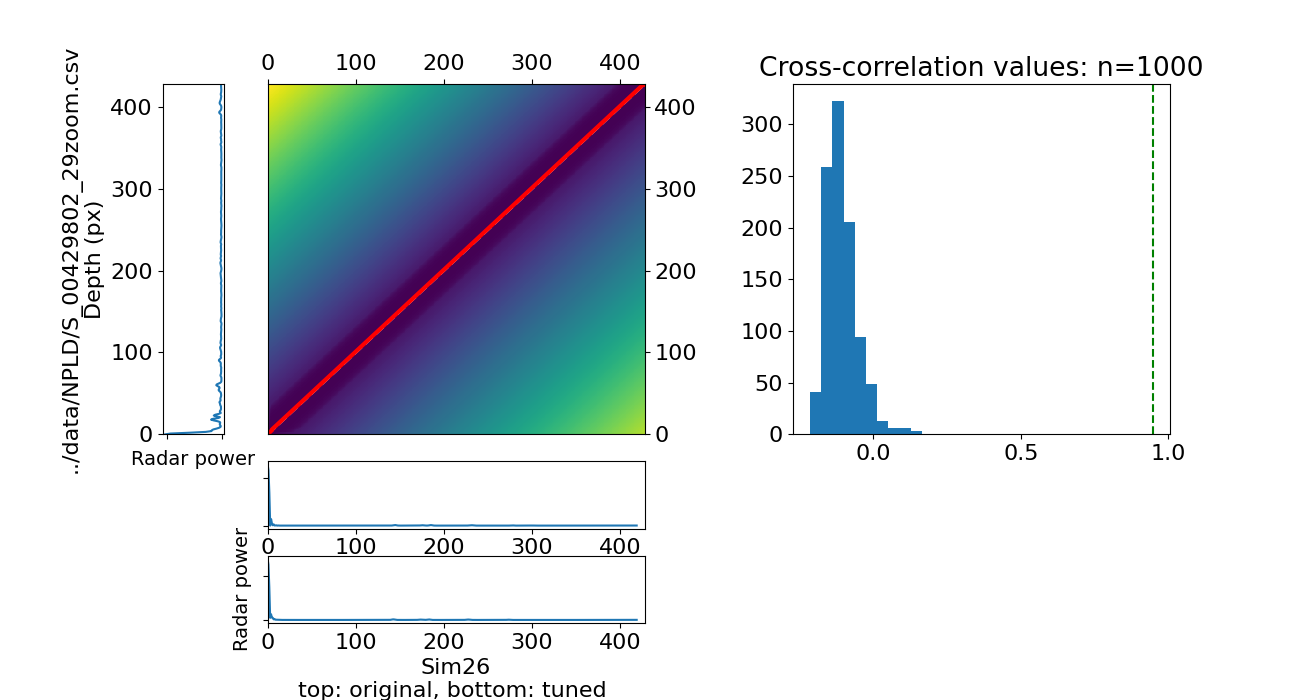 ../data/NPLD/S_00429802_29zoom.csv
Depth (px)
0
100
200
300
400
Radar power
0 100 200 300 400
400
300
200
100
0
Cross-correlation values: n=1000
300
250
200
150
100
50
0
0.0 0.5 1.0
0 100 200 300 400
Radar power
0 100 200 300 400
Sim26
top: original, bottom: tuned